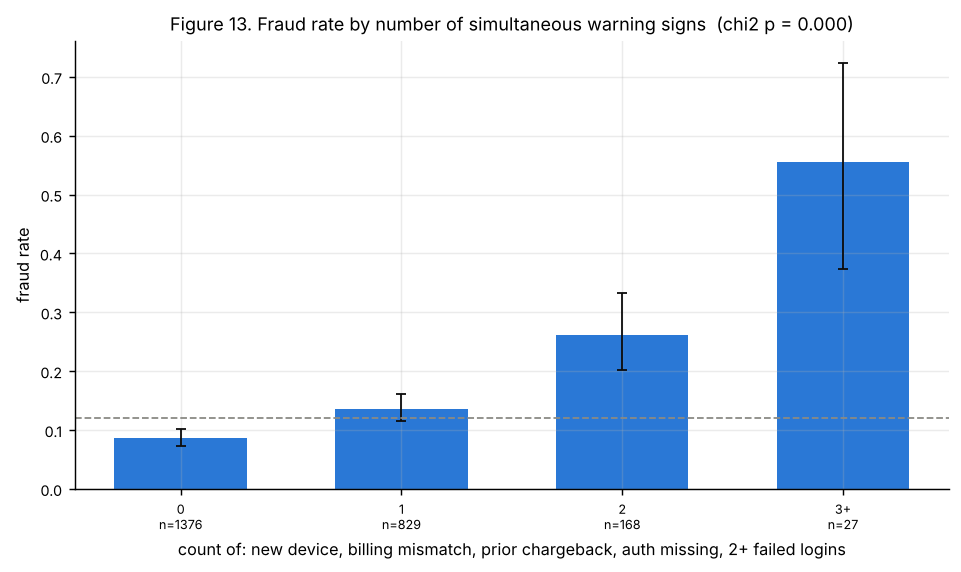 Figure 13. Fraud rate by number of simultaneous warning signs (chi2 p = 0.000)
fraud rate
0.7
0.6
0.5
0.4
0.3
0.2
0.1
0.0
0
n=1376
1
n=829
2
n=168
3+
n=27
count of: new device, billing mismatch, prior chargeback, auth missing, 2+ failed logins